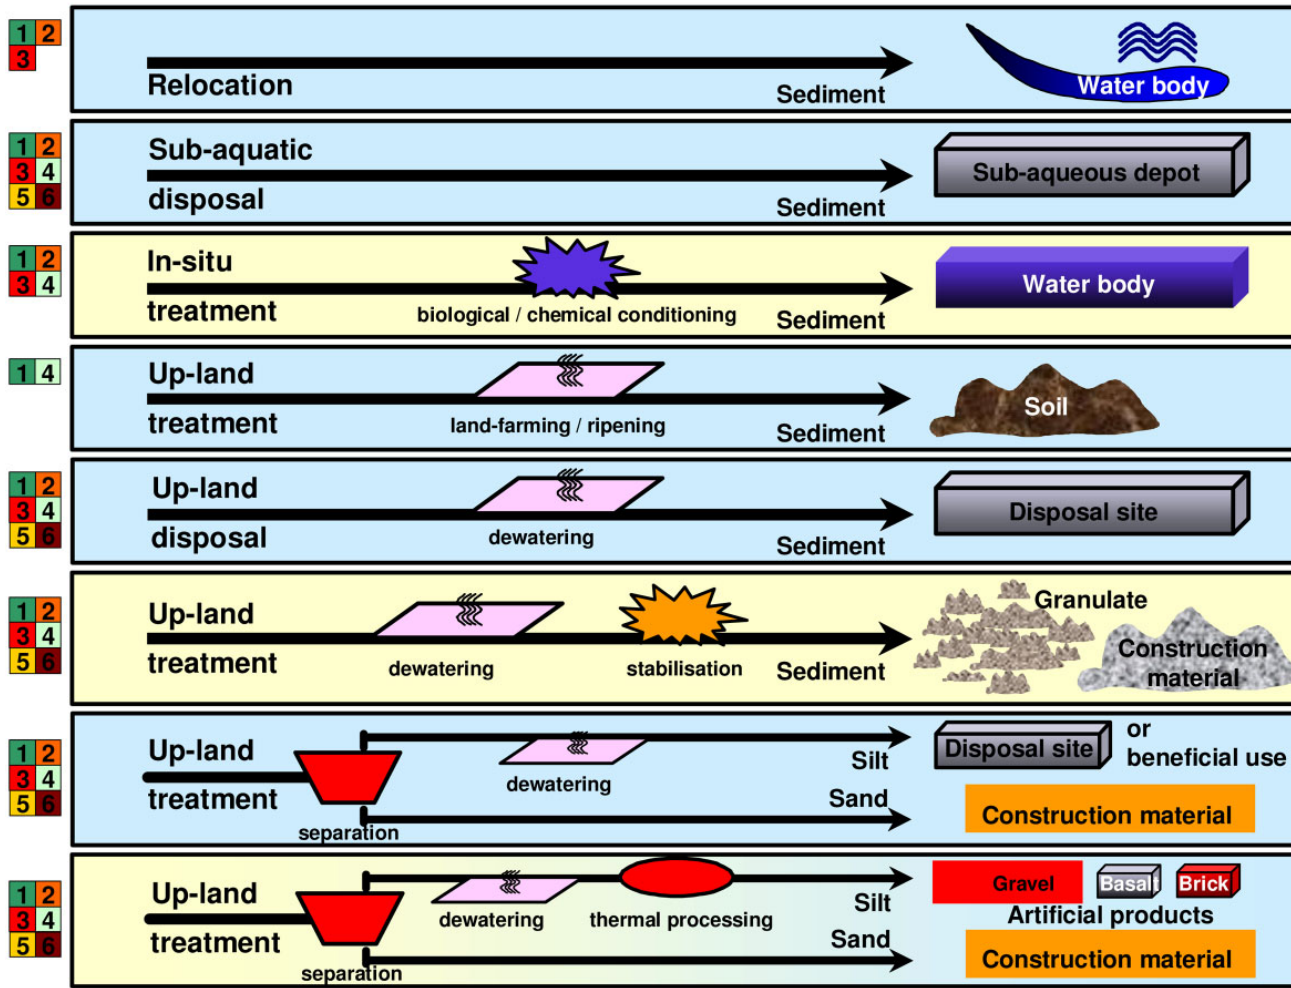 1 2
3
Relocation
Sediment
Water body
1 2
3 4
5 6
Sub-aquatic
disposal
Sediment
Sub-aqueous depot
1 2
3 4
In-situ
treatment
biological / chemical conditioning
Sediment
Water body
1 4
Up-land
treatment
land-farming / ripening
Sediment
Soil
1 2
3 4
5 6
Up-land
disposal
dewatering
Sediment
Disposal site
1 2
3 4
5 6
Up-land
treatment
dewatering
stabilisation
Sediment
Granulate
Construction
material
1 2
3 4
5 6
Up-land
treatment
separation
dewatering
Silt
Sand
Disposal site
or
beneficial use
Construction material
1 2
3 4
5 6
Up-land
treatment
separation
dewatering
thermal processing
Silt
Sand
Gravel
Basalt
Brick
Artificial products
Construction material